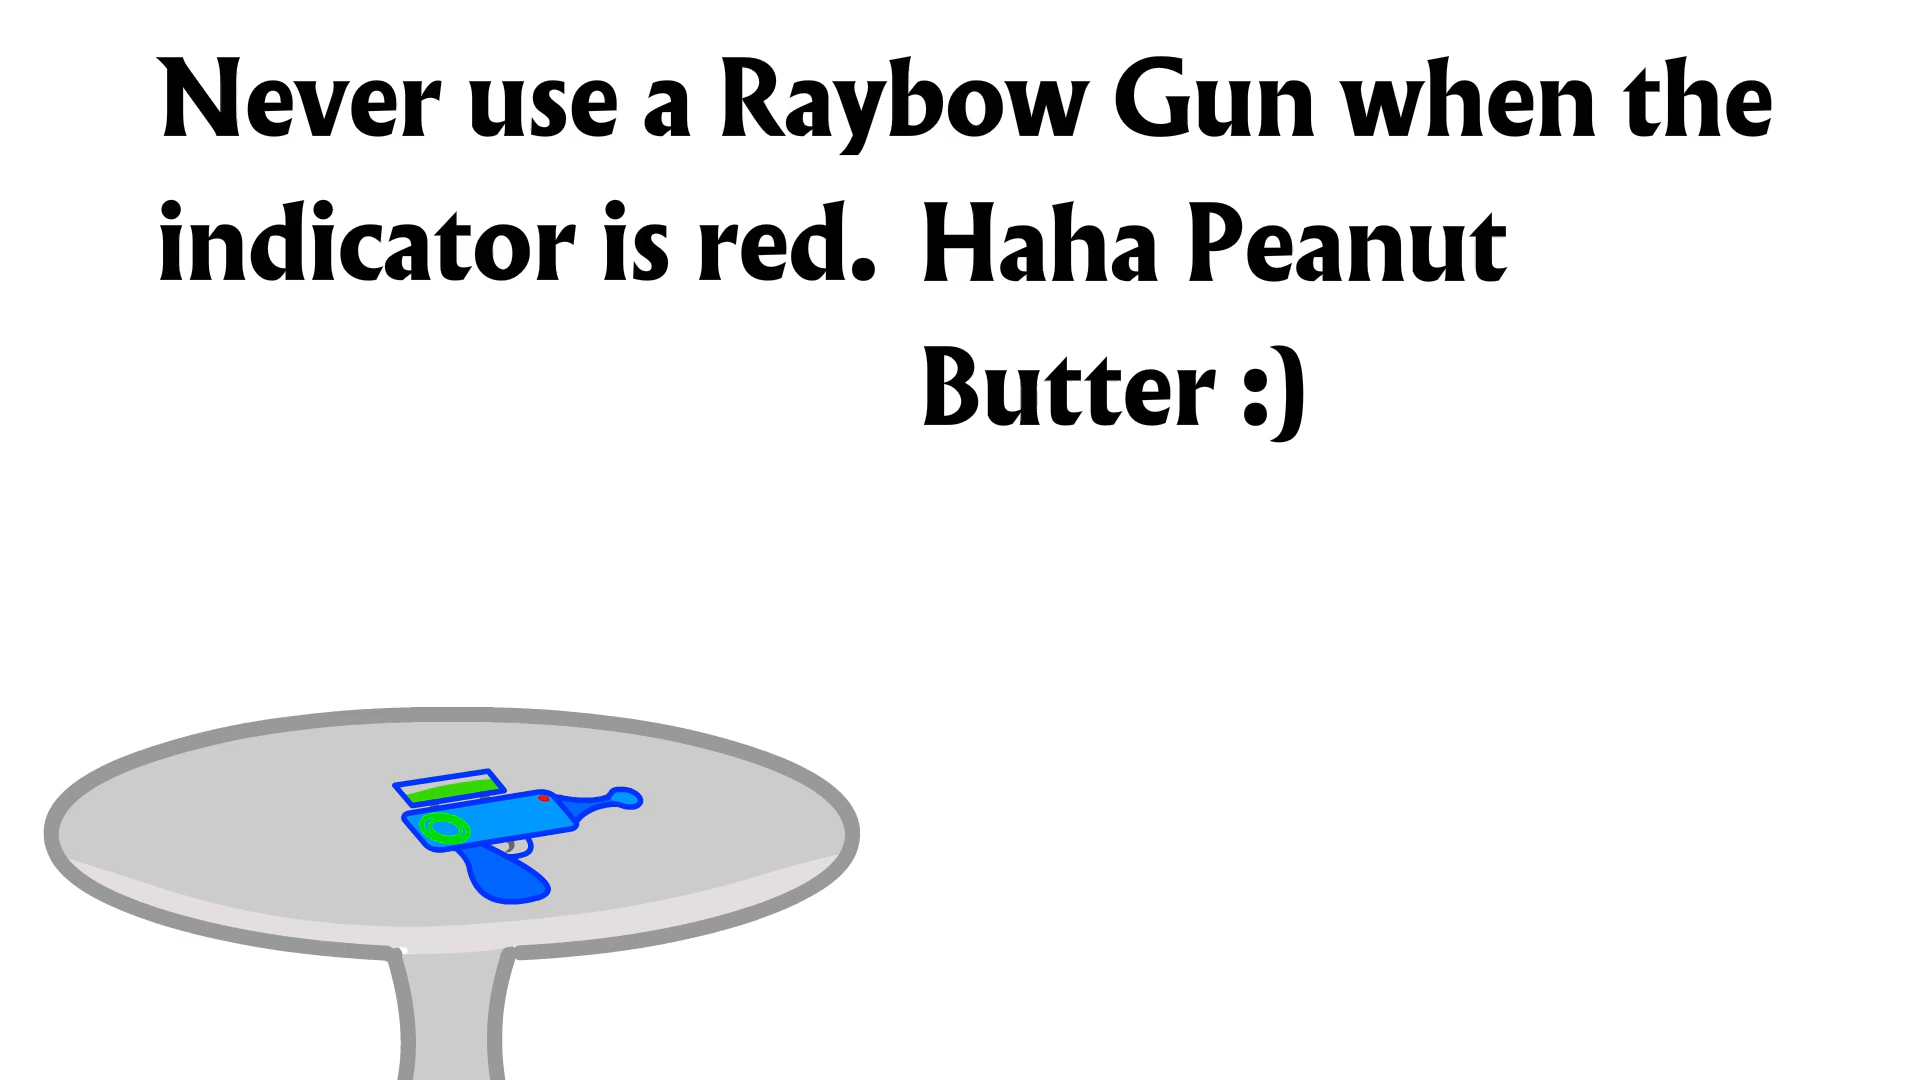 Never use a Raybow Gun when the
indicator is red. Haha Peanut
Butter :)